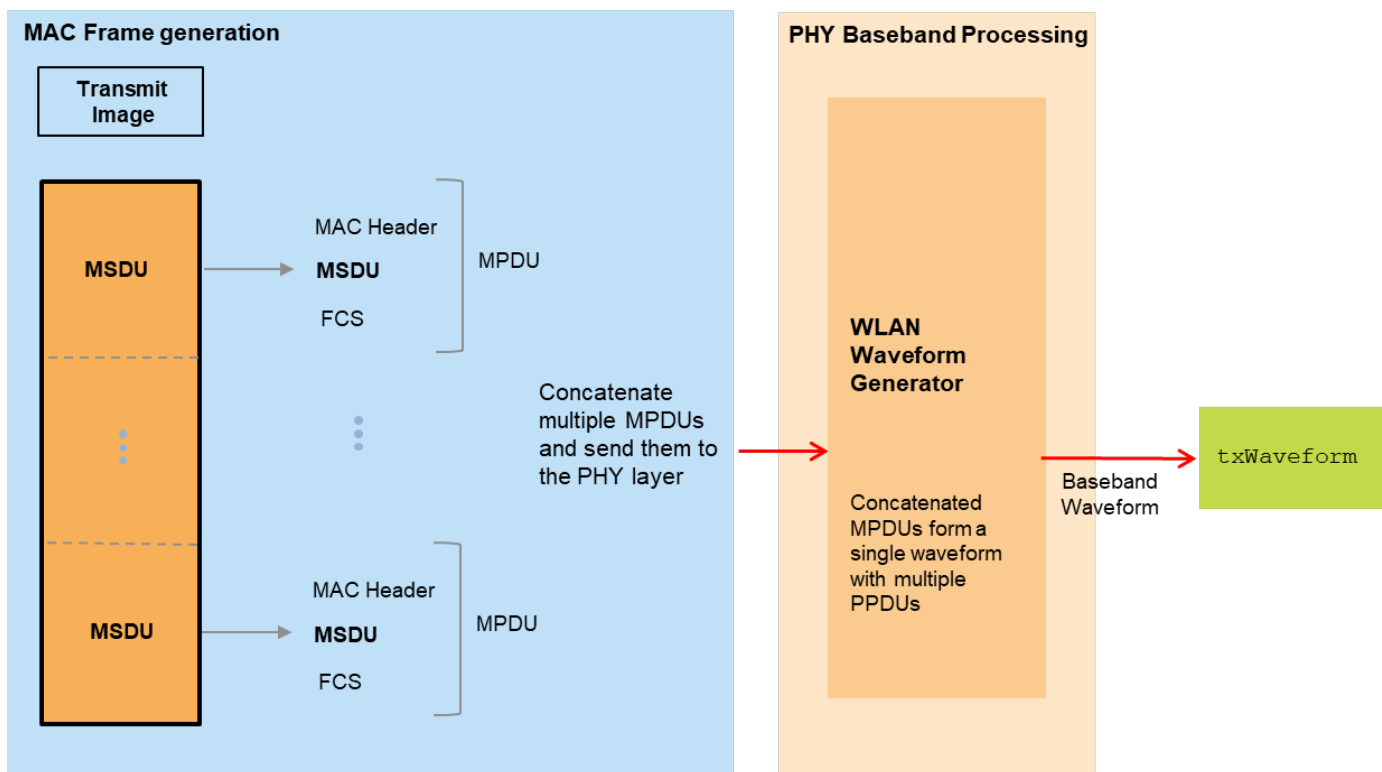 MAC Frame generation
Transmit
Image
MSDU
MAC Header
MSDU
FCS
MPDU
Concatenate
multiple MPDUs
and send them to
the PHY layer
MSDU
MAC Header
MSDU
FCS
MPDU
PHY Baseband Processing
WLAN
Waveform
Generator
Concatenated
MPDUs form a
single waveform
with multiple
PPDUs
Baseband
Waveform
txWaveform